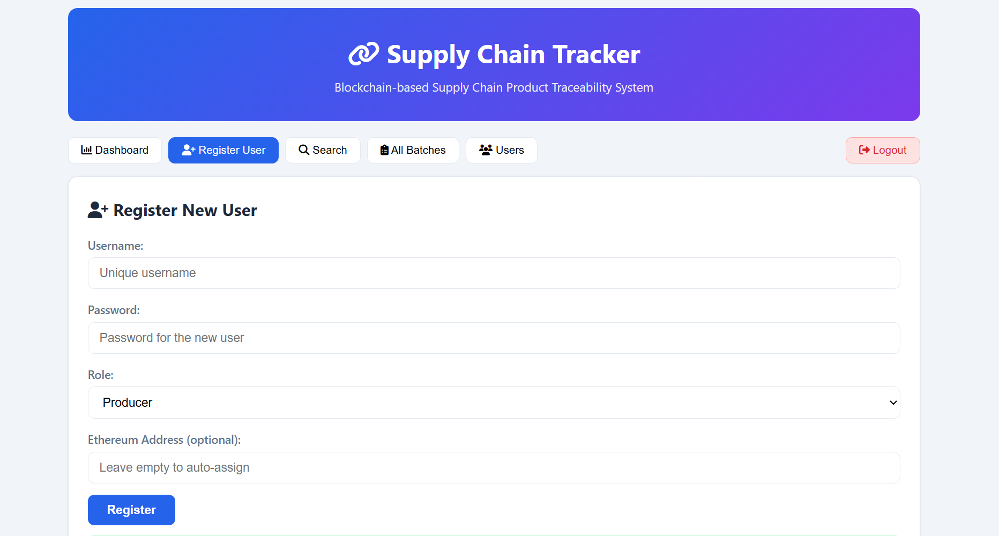 Supply Chain Tracker
Blockchain-based Supply Chain Product Traceability System
Dashboard
Register User
Search
All Batches
Users
Logout
Register New User
Username:
Unique username
Password:
Password for the new user
Role:
Producer
Ethereum Address (optional):
Leave empty to auto-assign
Register